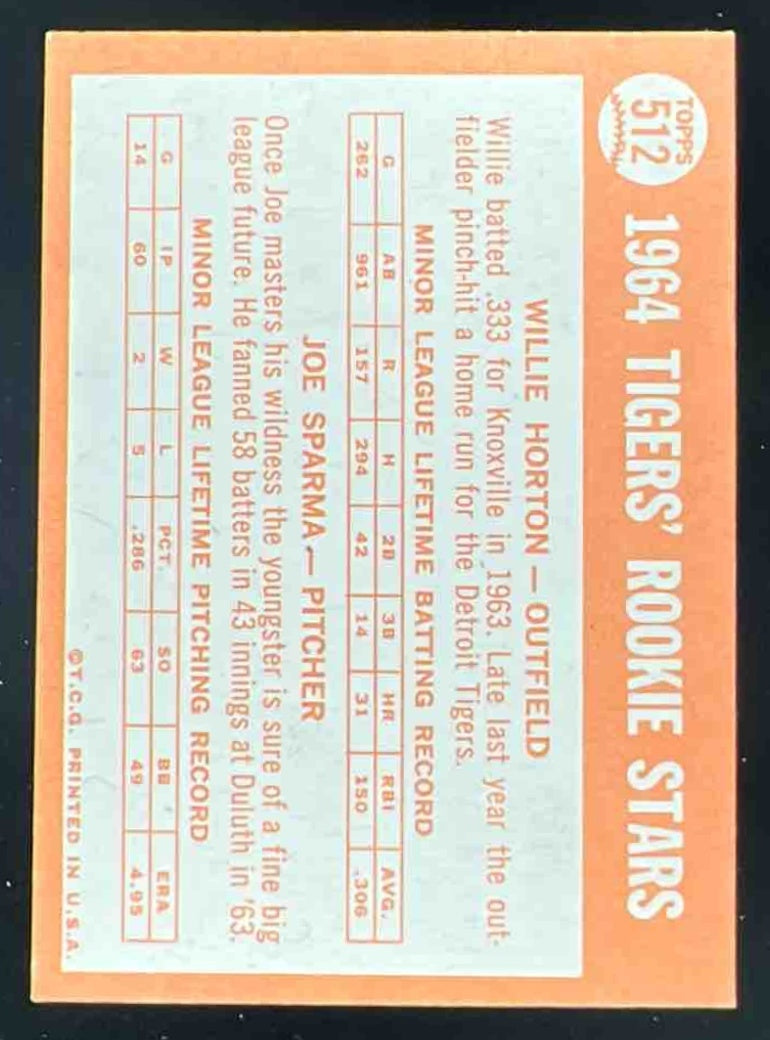 TOPPS
512
1964 TIGERS' ROOKIE STARS
WILLIE HORTON — OUTFIELD
Willie batted .333 for Knoxville in 1963. Late last year the out-
fielder pinch-hit a home run for the Detroit Tigers.
MINOR LEAGUE LIFETIME BATTING RECORD
G AB R H 2B 3B HR RBI AVG.
262 961 157 294 42 14 31 150 .306
JOE SPARMA — PITCHER
Once Joe masters his wildness the youngster is sure of a fine big
league future. He fanned 58 batters in 43 innings at Duluth in '63.
MINOR LEAGUE LIFETIME PITCHING RECORD
G IP W L PCT. SO BB ERA
14 60 2 5 .286 63 49 4.95
©T.C.G. PRINTED IN U.S.A.